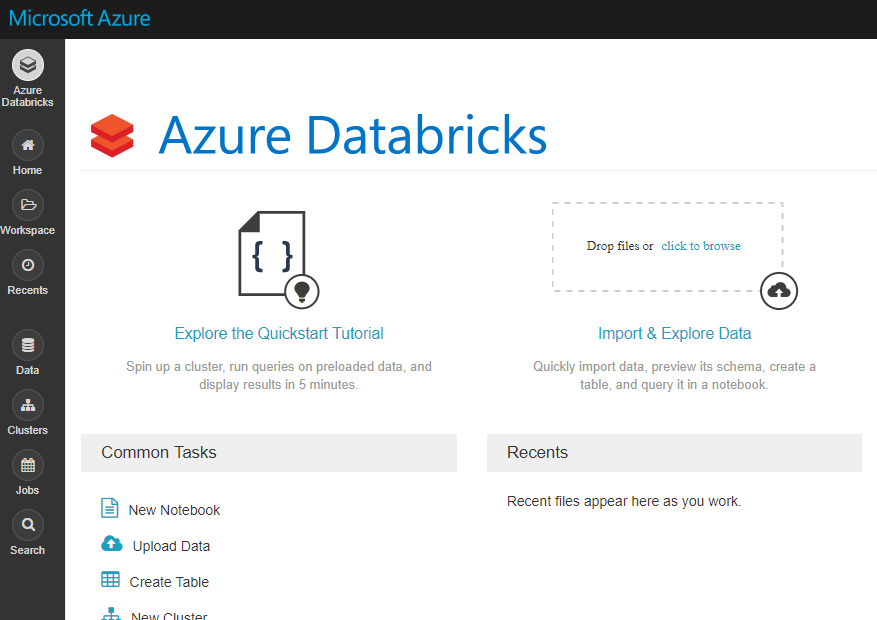 Microsoft Azure
Azure
Databricks
Home
Workspace
Recents
Data
Clusters
Jobs
Search
Azure Databricks
{ }
Explore the Quickstart Tutorial
Spin up a cluster, run queries on preloaded data, and
display results in 5 minutes.
Drop files or click to browse
Import & Explore Data
Quickly import data, preview its schema, create a
table, and query it in a notebook.
Common Tasks
New Notebook
Upload Data
Create Table
New Cluster
Recents
Recent files appear here as you work.